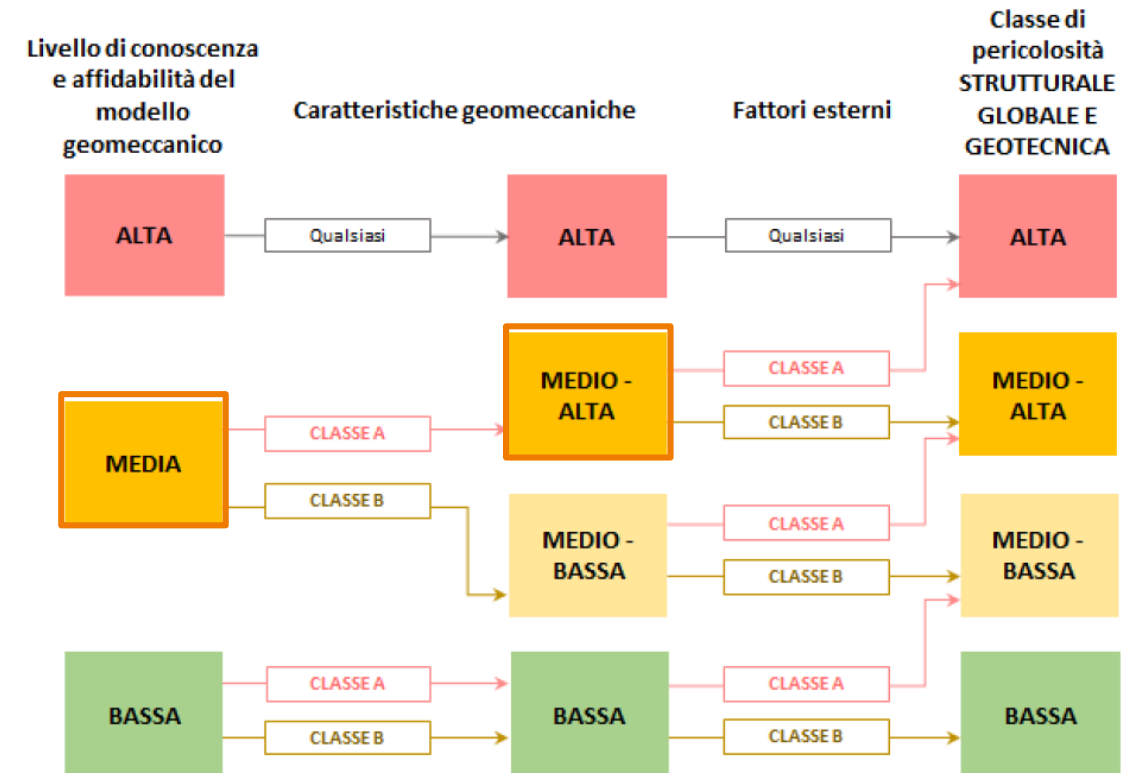 Livello di conoscenza
e affidabilità del
modello
geomeccanico
Caratteristiche geomeccaniche
Fattori esterni
Classe di
pericolosità
STRUTTURALE
GLOBALE E
GEOTECNICA
ALTA
Qualsiasi
ALTA
Qualsiasi
ALTA
MEDIA
CLASSE A
CLASSE B
MEDIO -
ALTA
CLASSE A
CLASSE B
MEDIO -
ALTA
MEDIO -
BASSA
CLASSE A
CLASSE B
MEDIO -
BASSA
BASSA
CLASSE A
CLASSE B
BASSA
CLASSE A
CLASSE B
BASSA